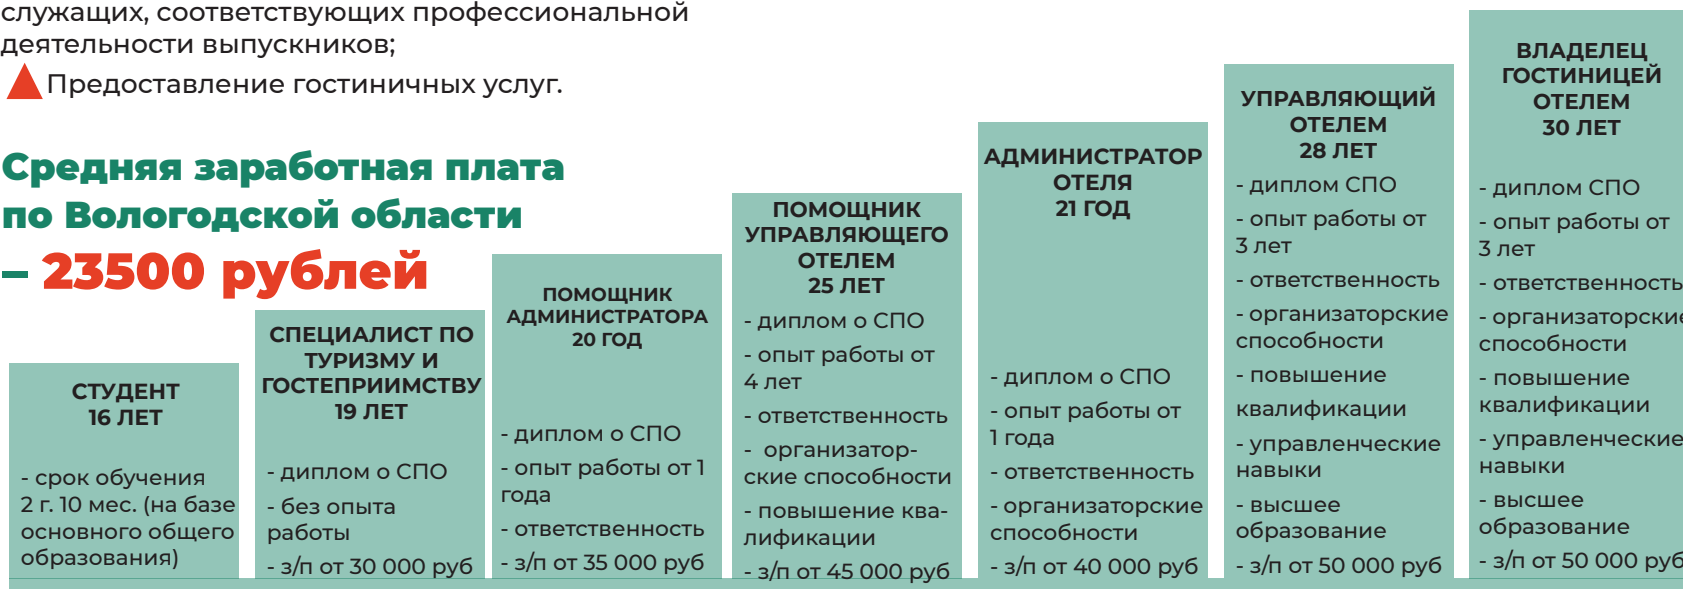 служащих, соответствующих профессиональной
деятельности выпускников;
Предоставление гостиничных услуг.
Средняя заработная плата
по Вологодской области
– 23500 рублей
СТУДЕНТ
16 ЛЕТ
- срок обучения
2 г. 10 мес. (на базе
основного общего
образования)
СПЕЦИАЛИСТ ПО
ТУРИЗМУ И
ГОСТЕПРИИМСТВУ
19 ЛЕТ
- диплом о СПО
- без опыта
работы
- з/п от 30 000 руб
ПОМОЩНИК
АДМИНИСТРАТОРА
20 ГОД
- диплом о СПО
- опыт работы от 1
года
- ответственность
- з/п от 35 000 руб
ПОМОЩНИК
УПРАВЛЯЮЩЕГО
ОТЕЛЕМ
25 ЛЕТ
- диплом о СПО
- опыт работы от
4 лет
- ответственность
- организатор-
ские способности
- повышение ква-
лификации
- з/п от 45 000 руб
АДМИНИСТРАТОР
ОТЕЛЯ
21 ГОД
- диплом о СПО
- опыт работы от
1 года
- ответственность
- организаторские
способности
- з/п от 40 000 руб
УПРАВЛЯЮЩИЙ
ОТЕЛЕМ
28 ЛЕТ
- диплом СПО
- опыт работы от
3 лет
- ответственность
- организаторские
способности
- повышение
квалификации
- управленческие
навыки
- высшее
образование
- з/п от 50 000 руб
ВЛАДЕЛЕЦ
ГОСТИНИЦЕЙ
ОТЕЛЕМ
30 ЛЕТ
- диплом СПО
- опыт работы от
3 лет
- ответственность
- организаторские
способности
- повышение
квалификации
- управленческие
навыки
- высшее
образование
- з/п от 50 000 руб